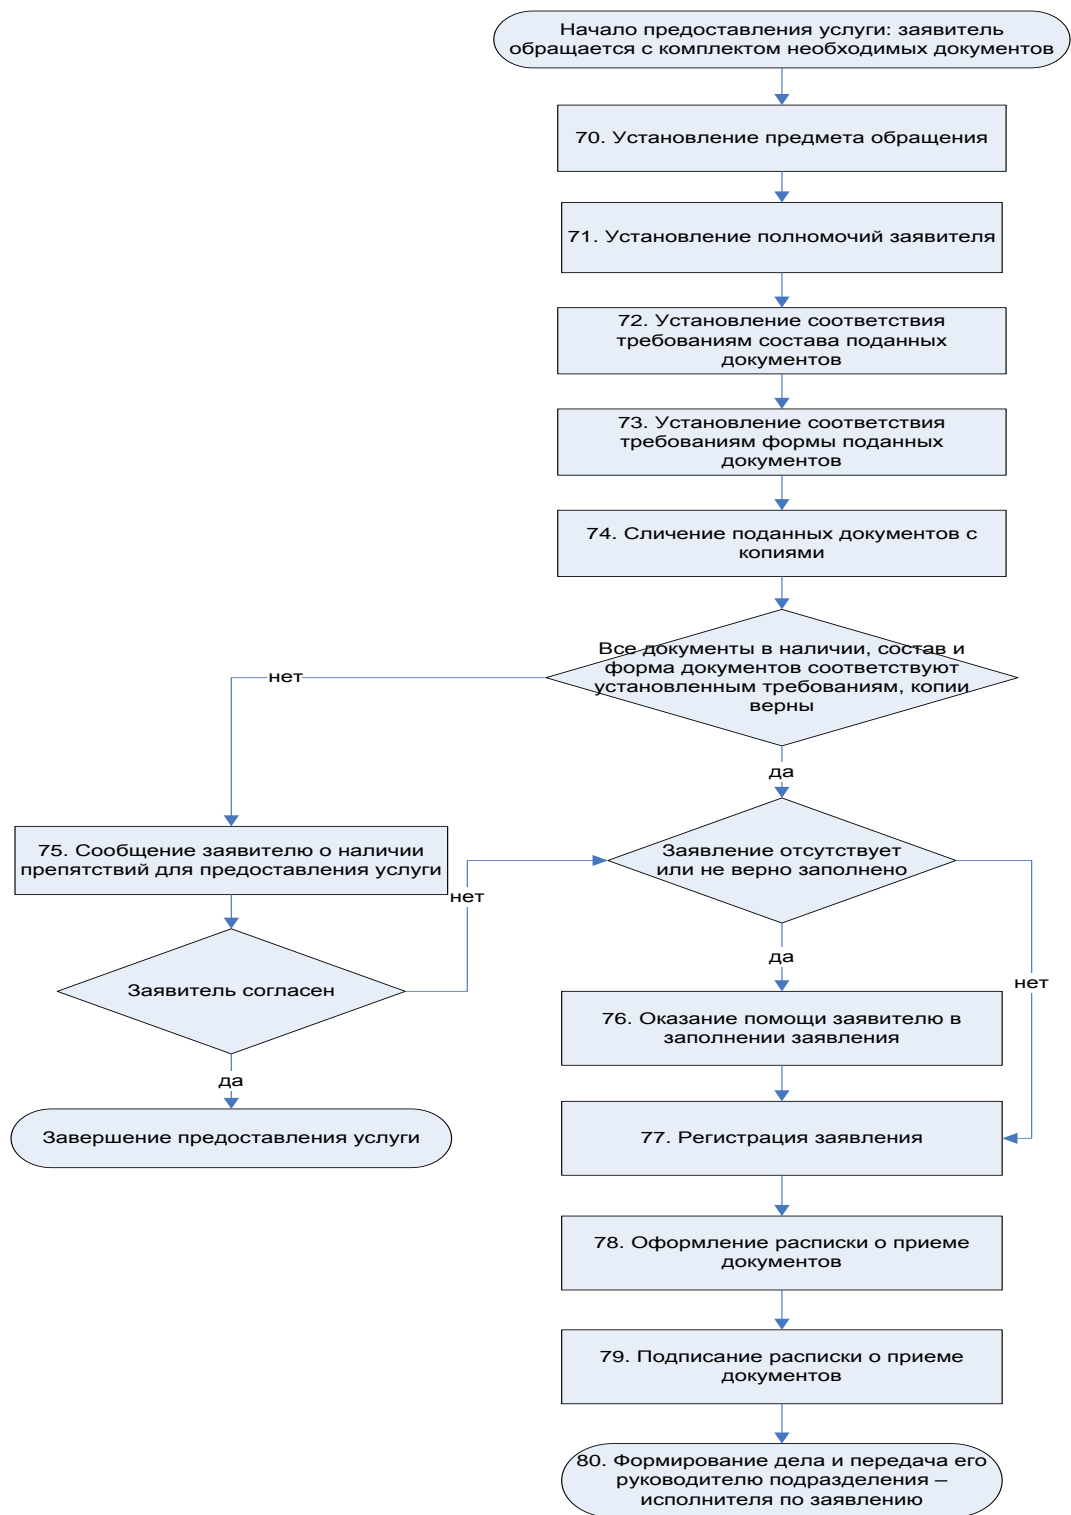 Начало предоставления услуги: заявитель
обращается с комплектом необходимых документов
70. Установление предмета обращения
71. Установление полномочий заявителя
72. Установление соответствия
требованиям состава поданных
документов
73. Установление соответствия
требованиям формы поданных
документов
74. Сличение поданных документов с
копиями
Все документы в наличии, состав и
форма документов соответствуют
установленным требованиям, копии
верны
нет
да
75. Сообщение заявителю о наличии
препятствий для предоставления услуги
Заявление отсутствует
или не верно заполнено
нет
Заявитель согласен
да
нет
76. Оказание помощи заявителю в
заполнении заявления
да
Завершение предоставления услуги
77. Регистрация заявления
78. Оформление расписки о приеме
документов
79. Подписание расписки о приеме
документов
80. Формирование дела и передача его
руководителю подразделения –
исполнителя по заявлению